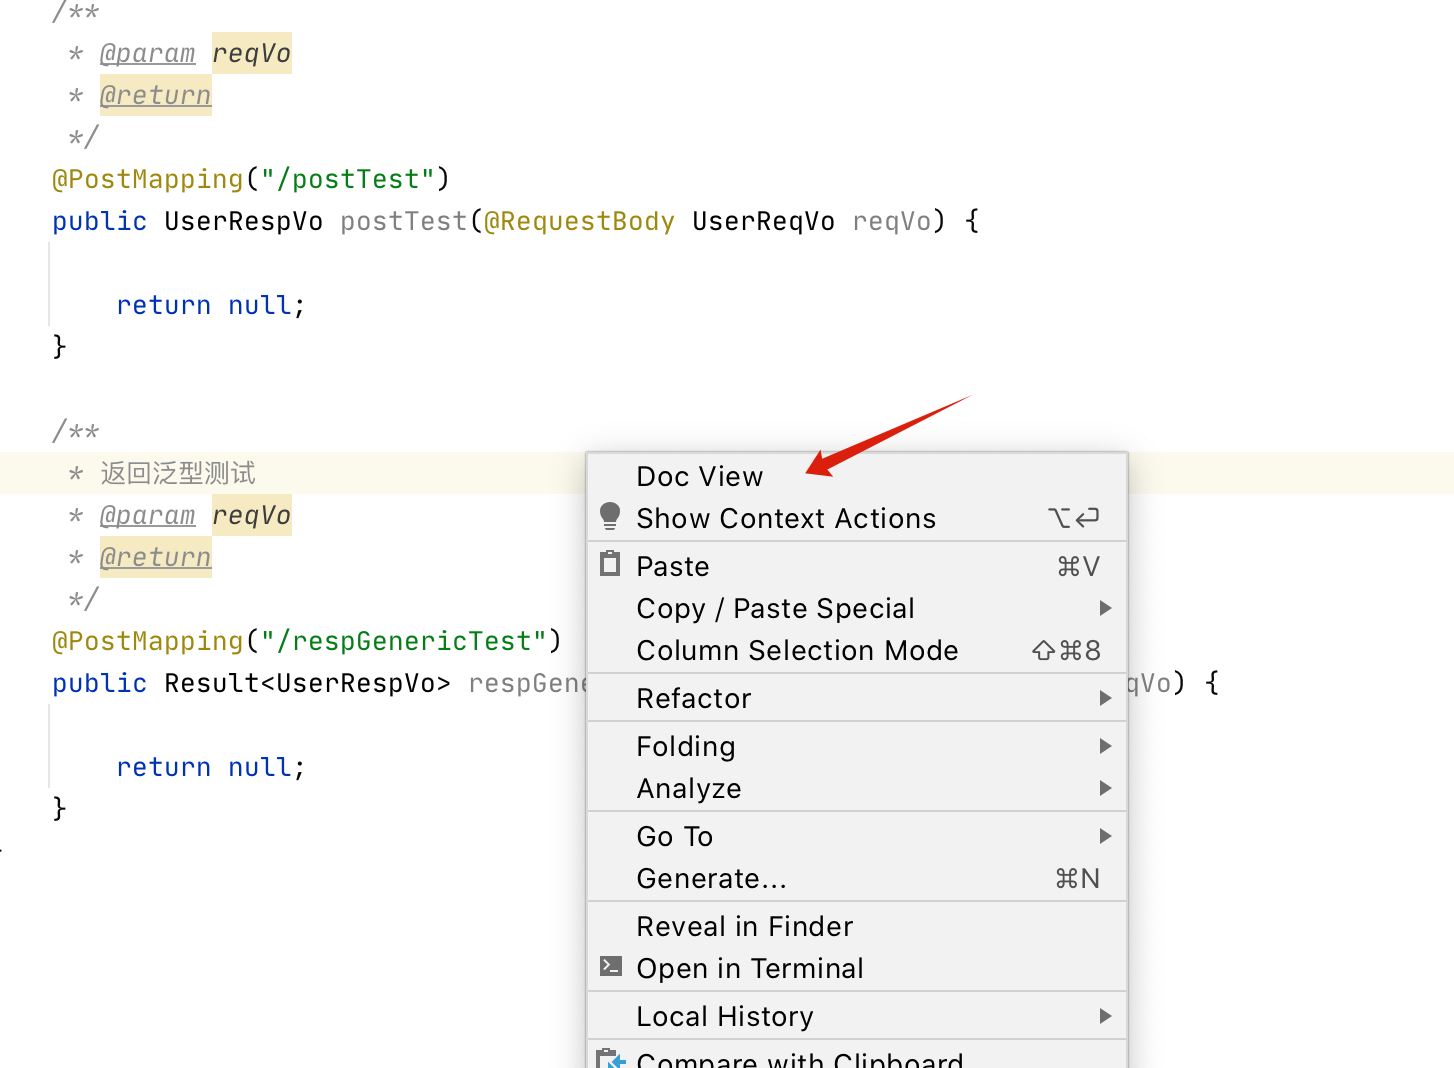 /**
* @param reqVo
* @return
*/
@PostMapping("/postTest")
public UserRespVo postTest(@RequestBody UserReqVo reqVo) {
return null;
}
/**
* 返回泛型测试
* @param reqVo
* @return
*/
@PostMapping("/respGenericTest")
public Result<UserRespVo> respGene qVo) {
return null;
}
Doc View
Show Context Actions ⌥⏎
Paste ⌘V
Copy / Paste Special
Column Selection Mode ⇧⌘8
Refactor
Folding
Analyze
Go To
Generate... ⌘N
Reveal in Finder
Open in Terminal
Local History
Compare with Clipboard